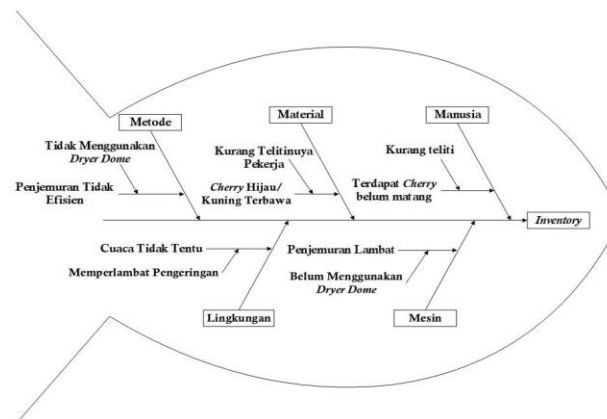 Metode
Material
Manusia
Tidak Menggunakan
Dryer Dome
Penjemuran Tidak
Efisien
Kurang Telitinuya
Pekerja
Cherry Hijau/
Kuning Terbawa
Kurang teliti
Terdapat Cherry
belum matang
Inventory
Cuaca Tidak Tentu
Memperlambat Pengeringan
Penjemuran Lambat
Belum Menggunakan
Dryer Dome
Lingkungan
Mesin